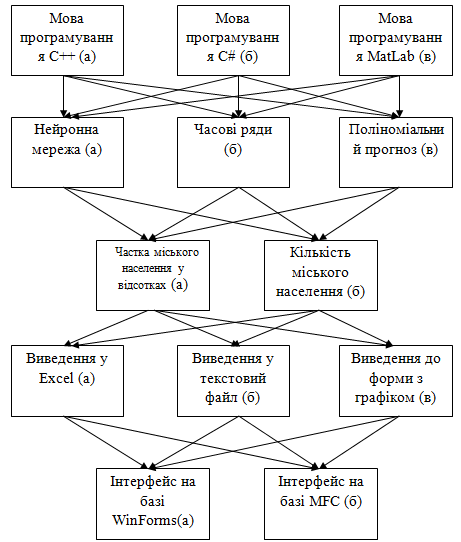 Мова
програмуванн
я C++ (а)
Мова
програмуванн
я C# (б)
Мова
програмуванн
я MatLab (в)
Нейронна
мережа (а)
Часові ряди
(б)
Поліноміальни
й прогноз (в)
Частка міського
населення у
відсотках (а)
Кількість
міського
населення (б)
Виведення у
Excel (а)
Виведення у
текстовий
файл (б)
Виведення до
форми з
графіком (в)
Інтерфейс на
базі
WinForms(а)
Інтерфейс на
базі MFC (б)